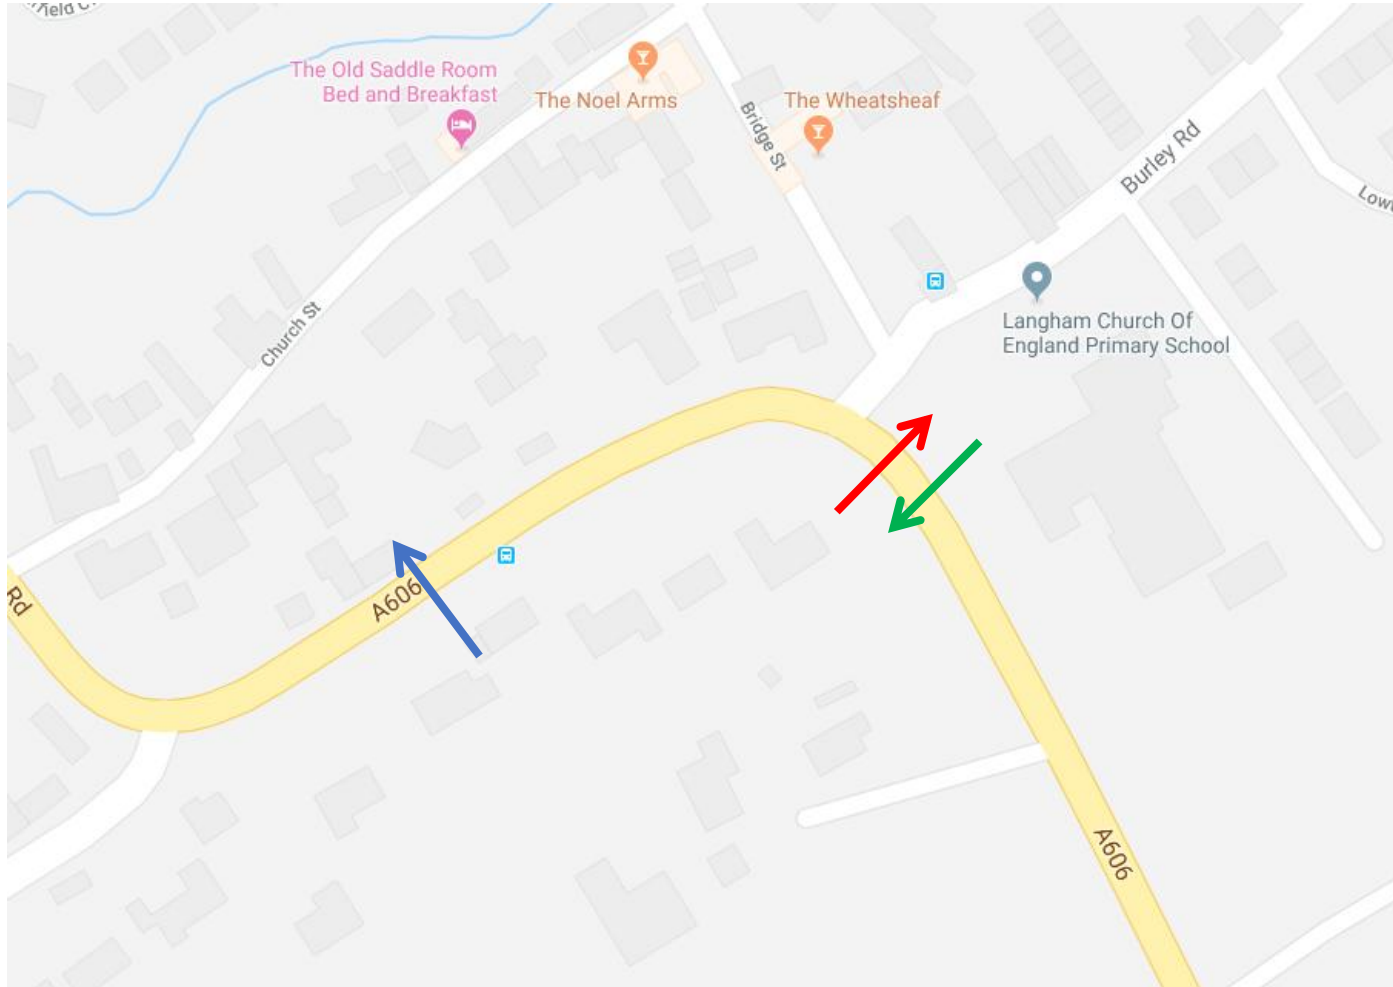 The Old Saddle Room
Bed and Breakfast
The Noel Arms
The Wheatsheaf
Bridge St
Burley Rd
Church St
Langham Church Of
England Primary School
A606
Rd
A606